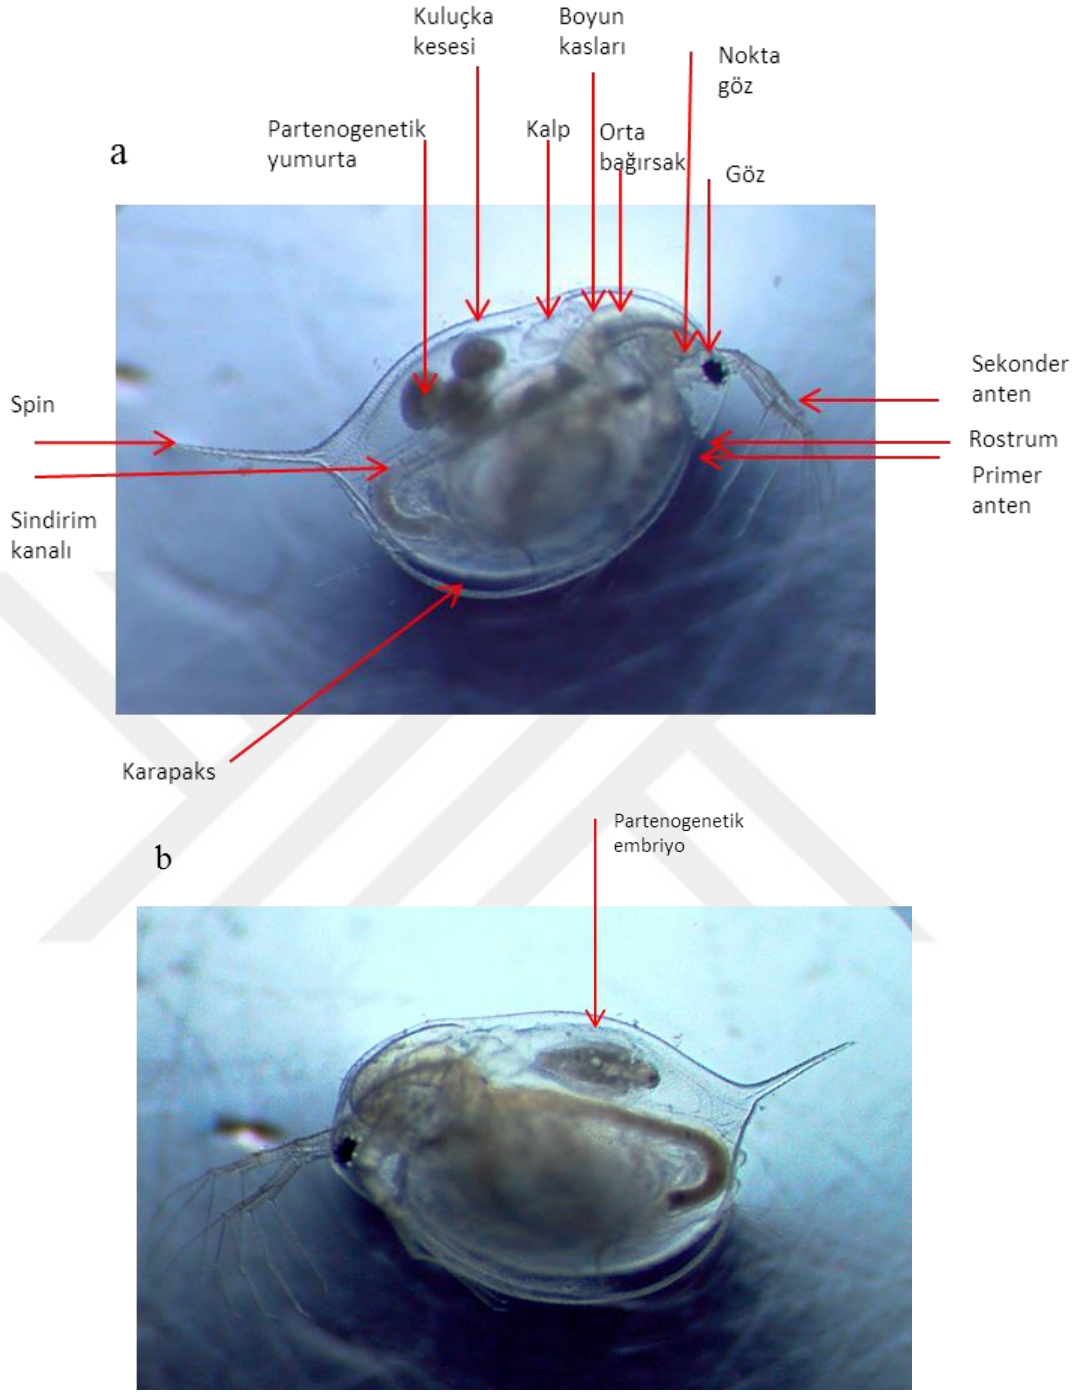 Kuluçka
kesesi
Boyun
kasları
Nokta
göz
Partenogenetik
yumurta
Kalp
Orta
bağırsak
Göz
a
Sekonder
anten
Spin
Rostrum
Primer
anten
Sindirim
kanalı
Karapaks
Partenogenetik
embriyo
b